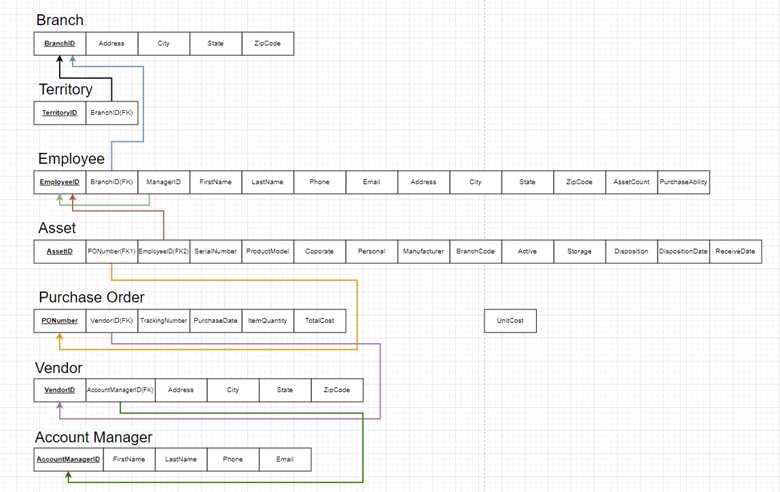 Branch
BranchID Address City State ZipCode
Territory
TerritoryID BranchID(FK)
Employee
EmployeeID BranchID(FK) ManagerID FirstName LastName Phone Email Address City State ZipCode AssetCount PurchaseAbility
Asset
AssetID PONumber(FK1) EmployeeID(FK2) SerialNumber ProductModel Coporate Personal Manufacturer BranchCode Active Storage Disposition DispositionDate ReceiveDate
Purchase Order
PONumber VendorID(FK) TrackingNumber PurchaseDate ItemQuantity TotalCost UnitCost
Vendor
VendorID AccountManagerID(FK) Address City State ZipCode
Account Manager
AccountManagerID FirstName LastName Phone Email